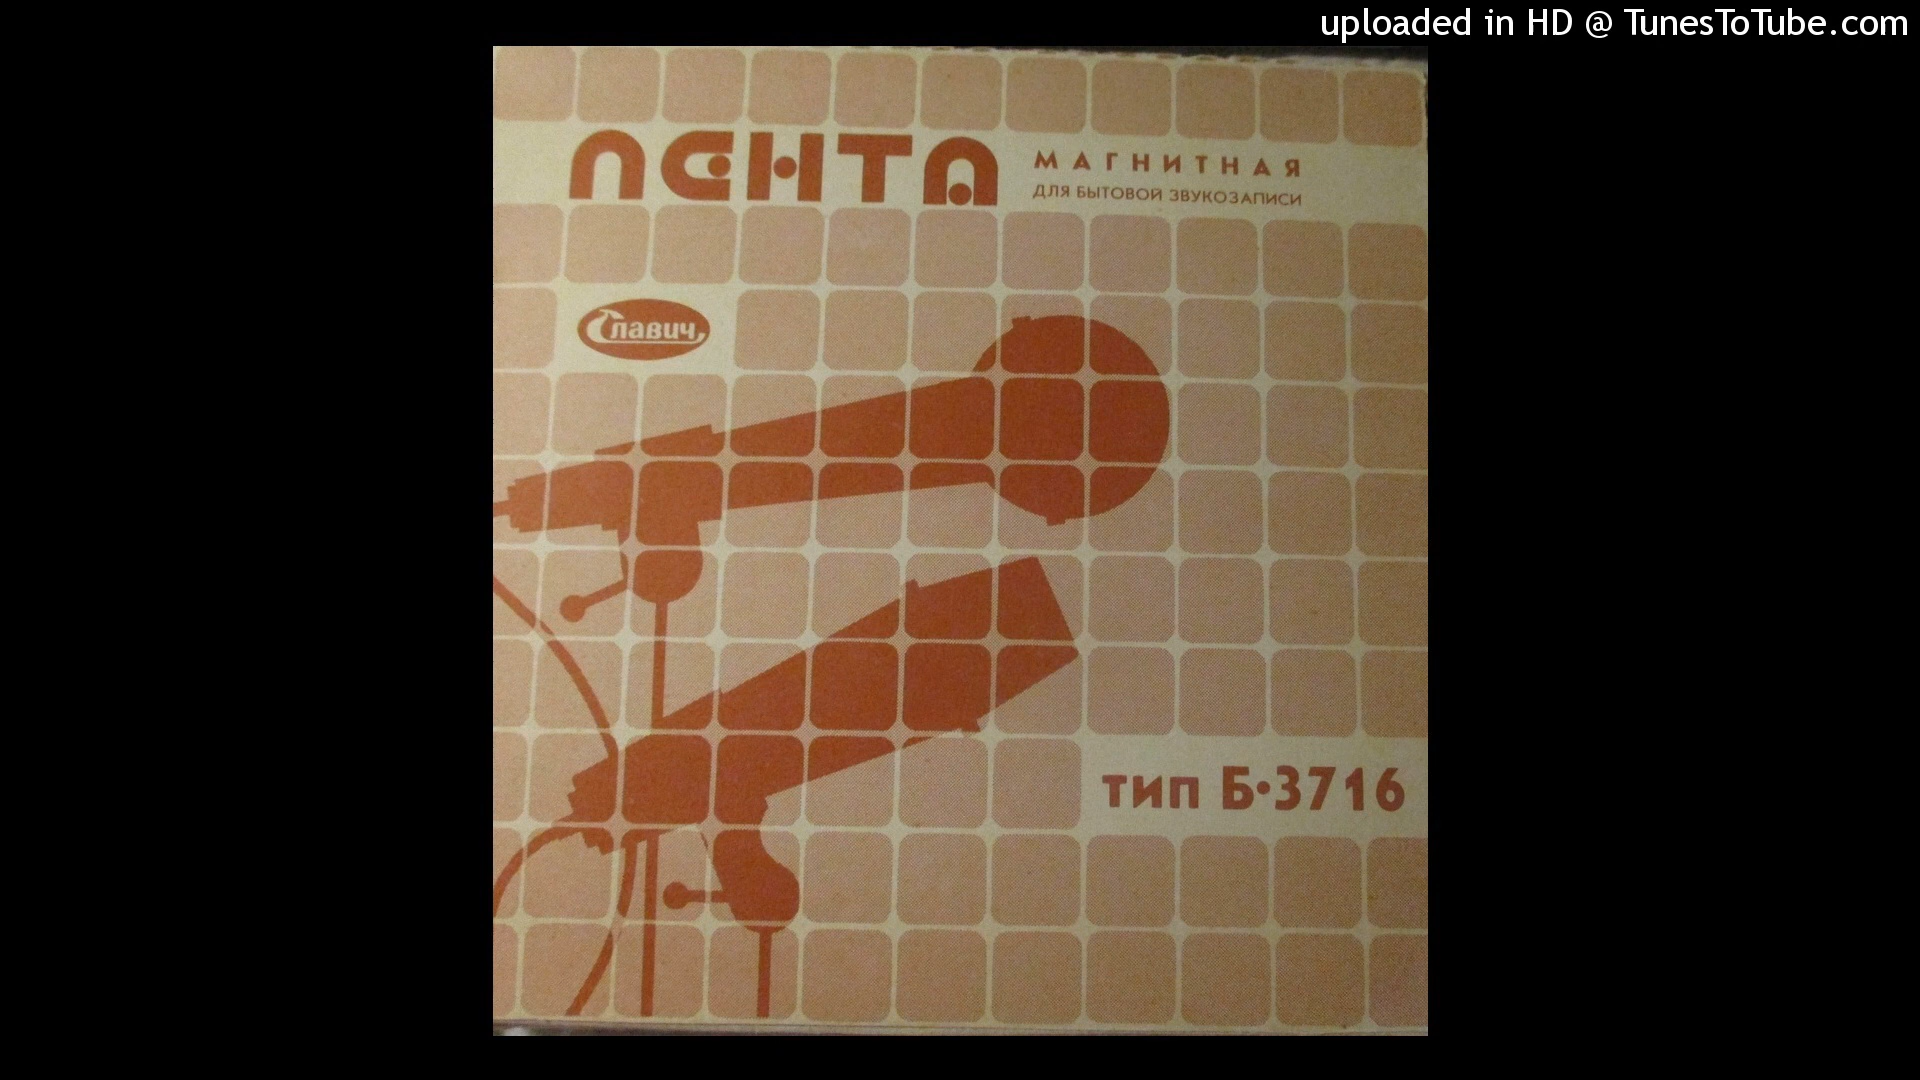 uploaded in HD @ TunesToTube.com
ЛЕНТА
МАГНИТНАЯ
ДЛЯ БЫТОВОЙ ЗВУКОЗАПИСИ
Славич
тип Б•3716